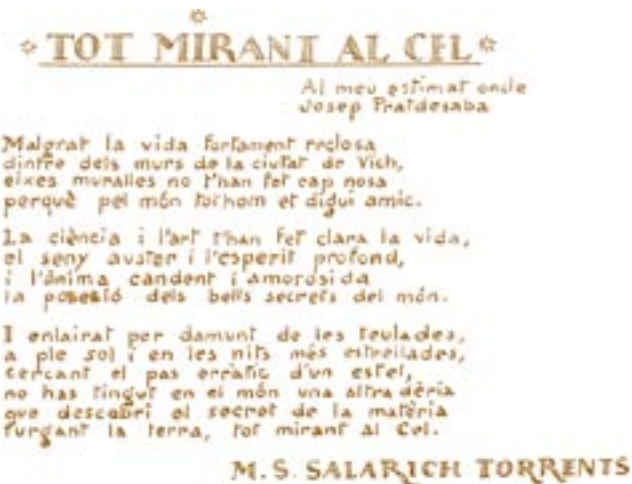 TOT MIRANT AL CEL
Al meu estimat oncle
Josep Pratdesaba
Malgrat la vida fortament reclosa
dintre dels murs de la ciutat de Vich,
eixes muralles no t'han fet cap nosa
perquè pel món tothom et digui amic.
La ciència i l'art t'han fet clara la vida,
el seny auster i l'esperit profond,
i l'ànima candent i amorosida
la possessió dels bells secrets del món.
I enlairat per damunt de les teulades,
a ple sol i en les nits més estrellades,
cercant el pas erràtic d'un estel,
no has tingut en el món una altra dèria
que descobrí el secret de la matèria
furgant la terra, tot mirant al Cel.
M. S. SALARICH TORRENTS